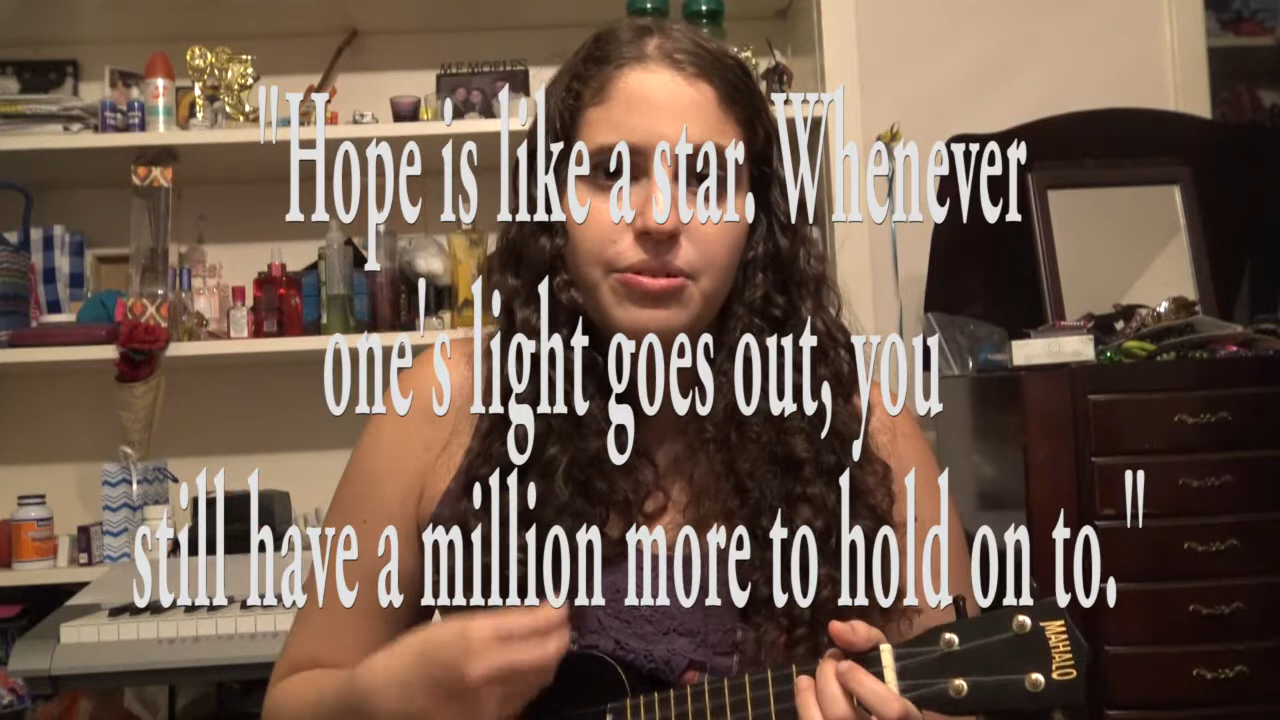 MEMORIES
"Hope is like a star. Whenever
one's light goes out, you
still have a million more to hold on to."
MAHALO